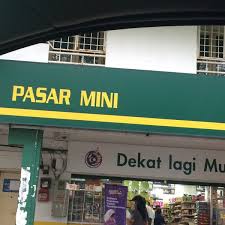 PASAR MINI
Dekat lagi Mu